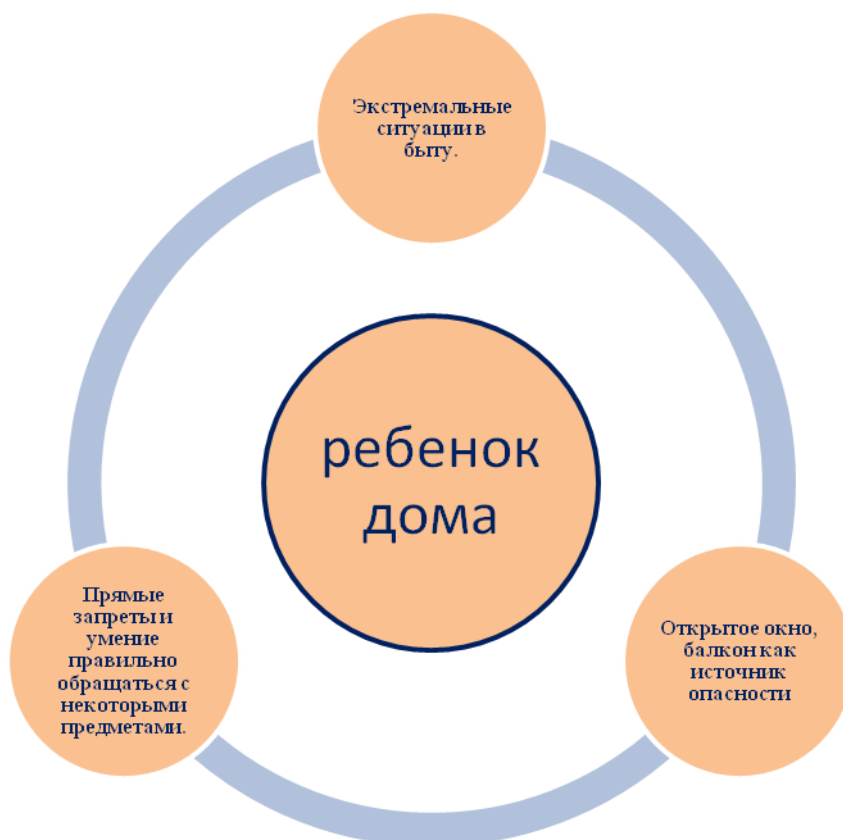 Экстремальные
ситуации в
быту.
ребенок
дома
Прямые
запреты и
умение
правильно
обращаться с
некоторыми
предметами.
Открытое окно,
балкон как
источник
опасности